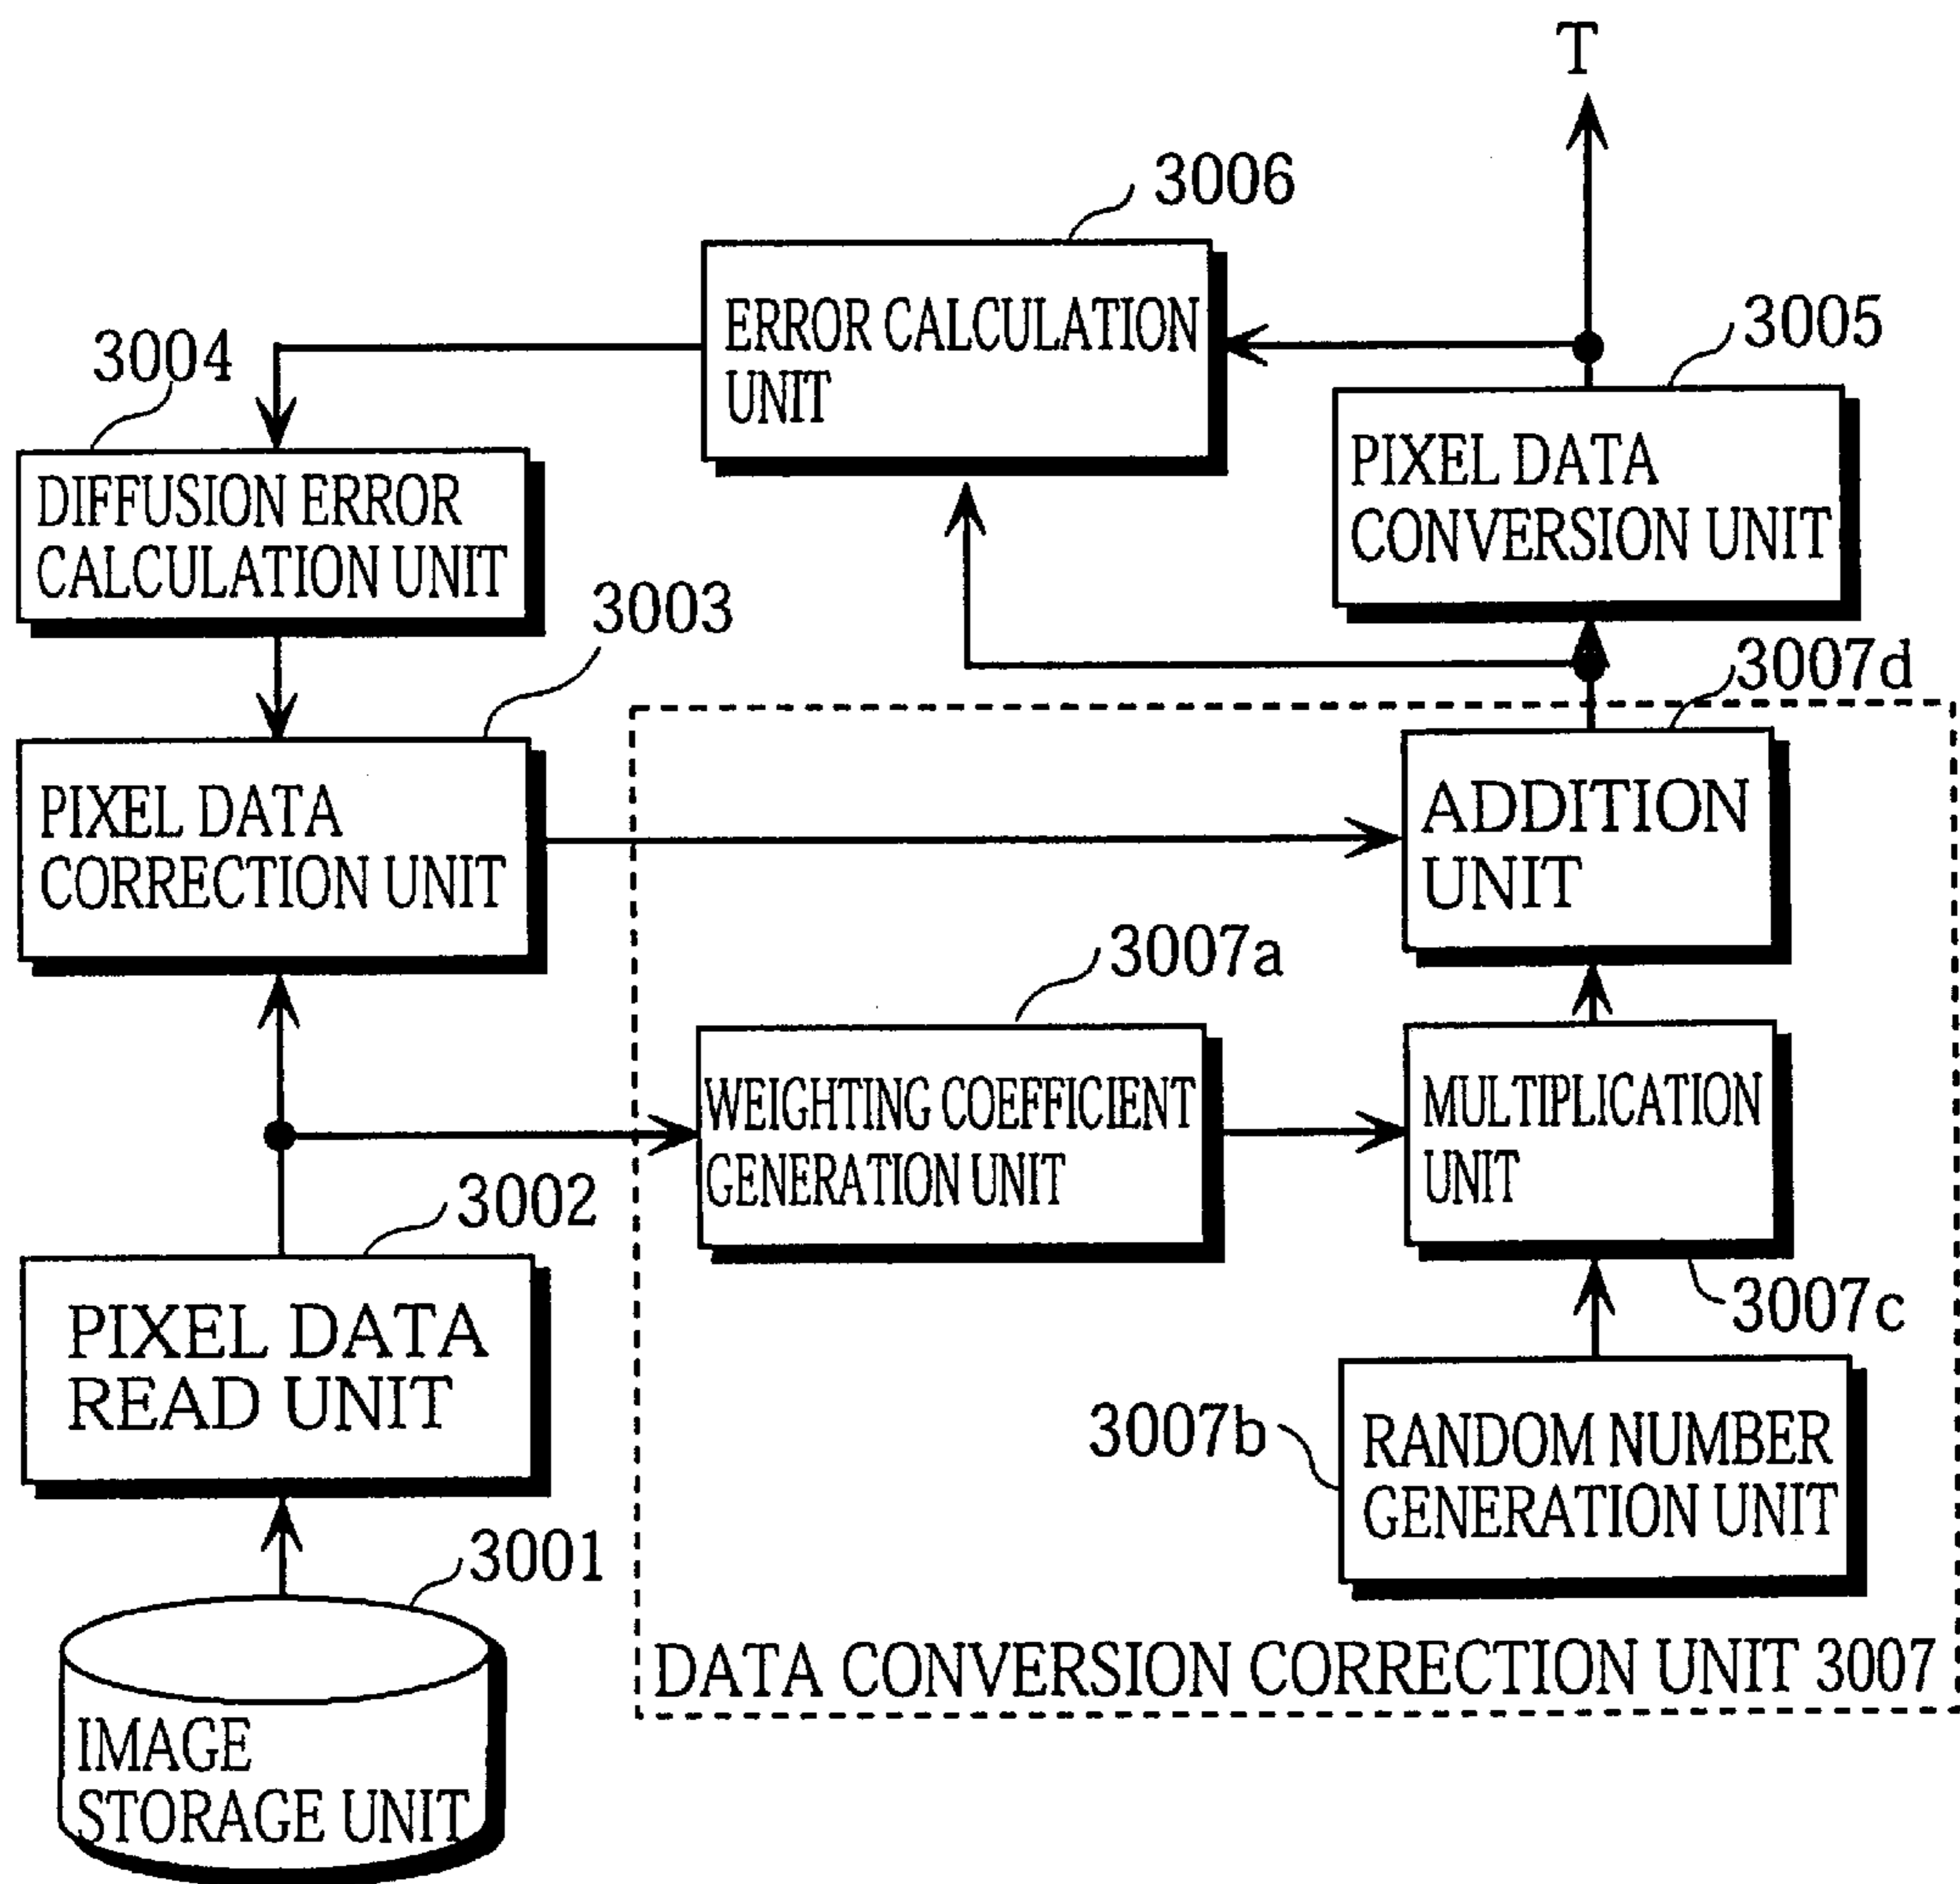 T
3006
ERROR CALCULATION
UNIT
3005
PIXEL DATA
CONVERSION UNIT
3004
DIFFUSION ERROR
CALCULATION UNIT
3003
PIXEL DATA
CORRECTION UNIT
3007d
ADDITION
UNIT
3007a
WEIGHTING COEFFICIENT
GENERATION UNIT
MULTIPLICATION
UNIT
3007c
3002
PIXEL DATA
READ UNIT
3007b
RANDOM NUMBER
GENERATION UNIT
3001
IMAGE
STORAGE UNIT
DATA CONVERSION CORRECTION UNIT 3007